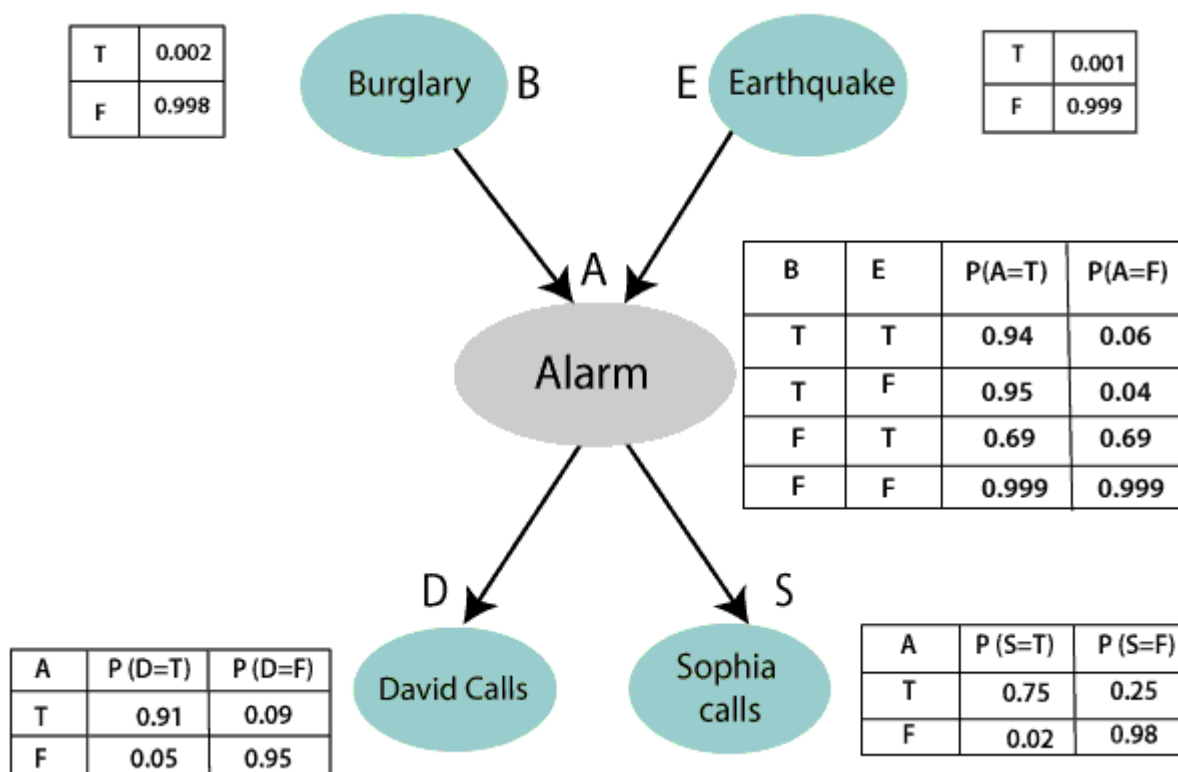 T 0.002
F 0.998
Burglary
B
E
Earthquake
T 0.001
F 0.999
A
Alarm
B E P(A=T) P(A=F)
T T 0.94 0.06
T F 0.95 0.04
F T 0.69 0.69
F F 0.999 0.999
D
S
A P (D=T) P (D=F)
T 0.91 0.09
F 0.05 0.95
David Calls
Sophia
calls
A P (S=T) P (S=F)
T 0.75 0.25
F 0.02 0.98